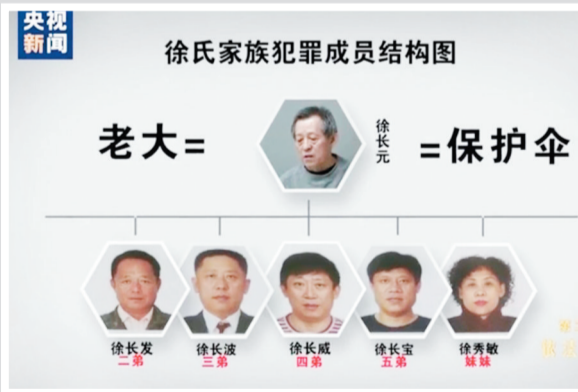 央视
新闻
徐氏家族犯罪成员结构图
老大=
徐长元
=保护伞
徐长发
二弟
徐长波
三弟
徐长威
四弟
徐长宝
五弟
徐秀敏
妹妹